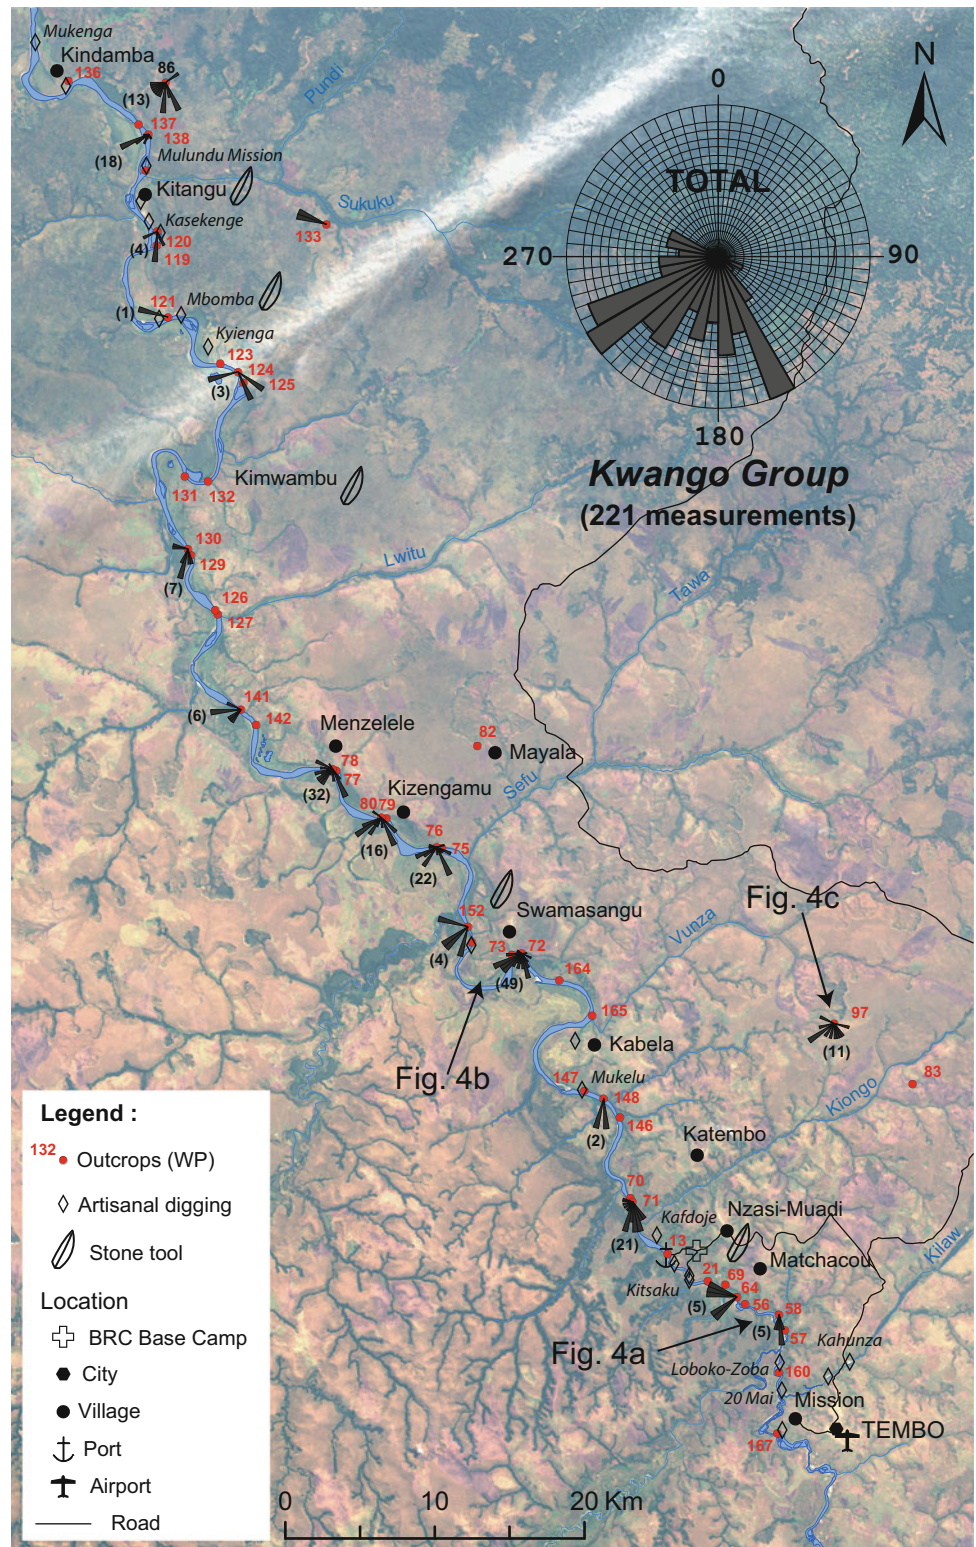 Mukenga
Kindamba
136
86
(13)
Pundi
0
N
137
138
(18)
Mulundu Mission
TOTAL
Kitangu
Sukuku
133
Kasekenge
(4)
120
119
270
90
Mbomba
121
(1)
Kyienga
123
124
125
(3)
180
Kwango Group
(221 measurements)
Kimwambu
131
132
130
129
(7)
Lwitu
Tawa
126
127
141
(6)
142
Menzelele
82
Mayala
78
77
(32)
Sefu
Kizengamu
8079
(16)
76
75
(22)
Fig. 4c
152
Swamasangu
Vunza
(4)
73
72
(49)
164
97
(11)
165
Kabela
Fig. 4b
83
147
Mukelu
148
Kiongo
146
(2)
Katembo
70
71
(21)
Kafdoje
Nzasi-Muadi
Kilaw
13
Matchacou
Kitsaku
21
69
64
(5)
56
58
(5)
57
Fig. 4a
Kahunza
Loboko-Zoba
160
20 Mai
Mission
TEMBO
167
Legend :
132
Outcrops (WP)
Artisanal digging
Stone tool
Location
BRC Base Camp
City
Village
Port
Airport
Road
0
10
20 Km